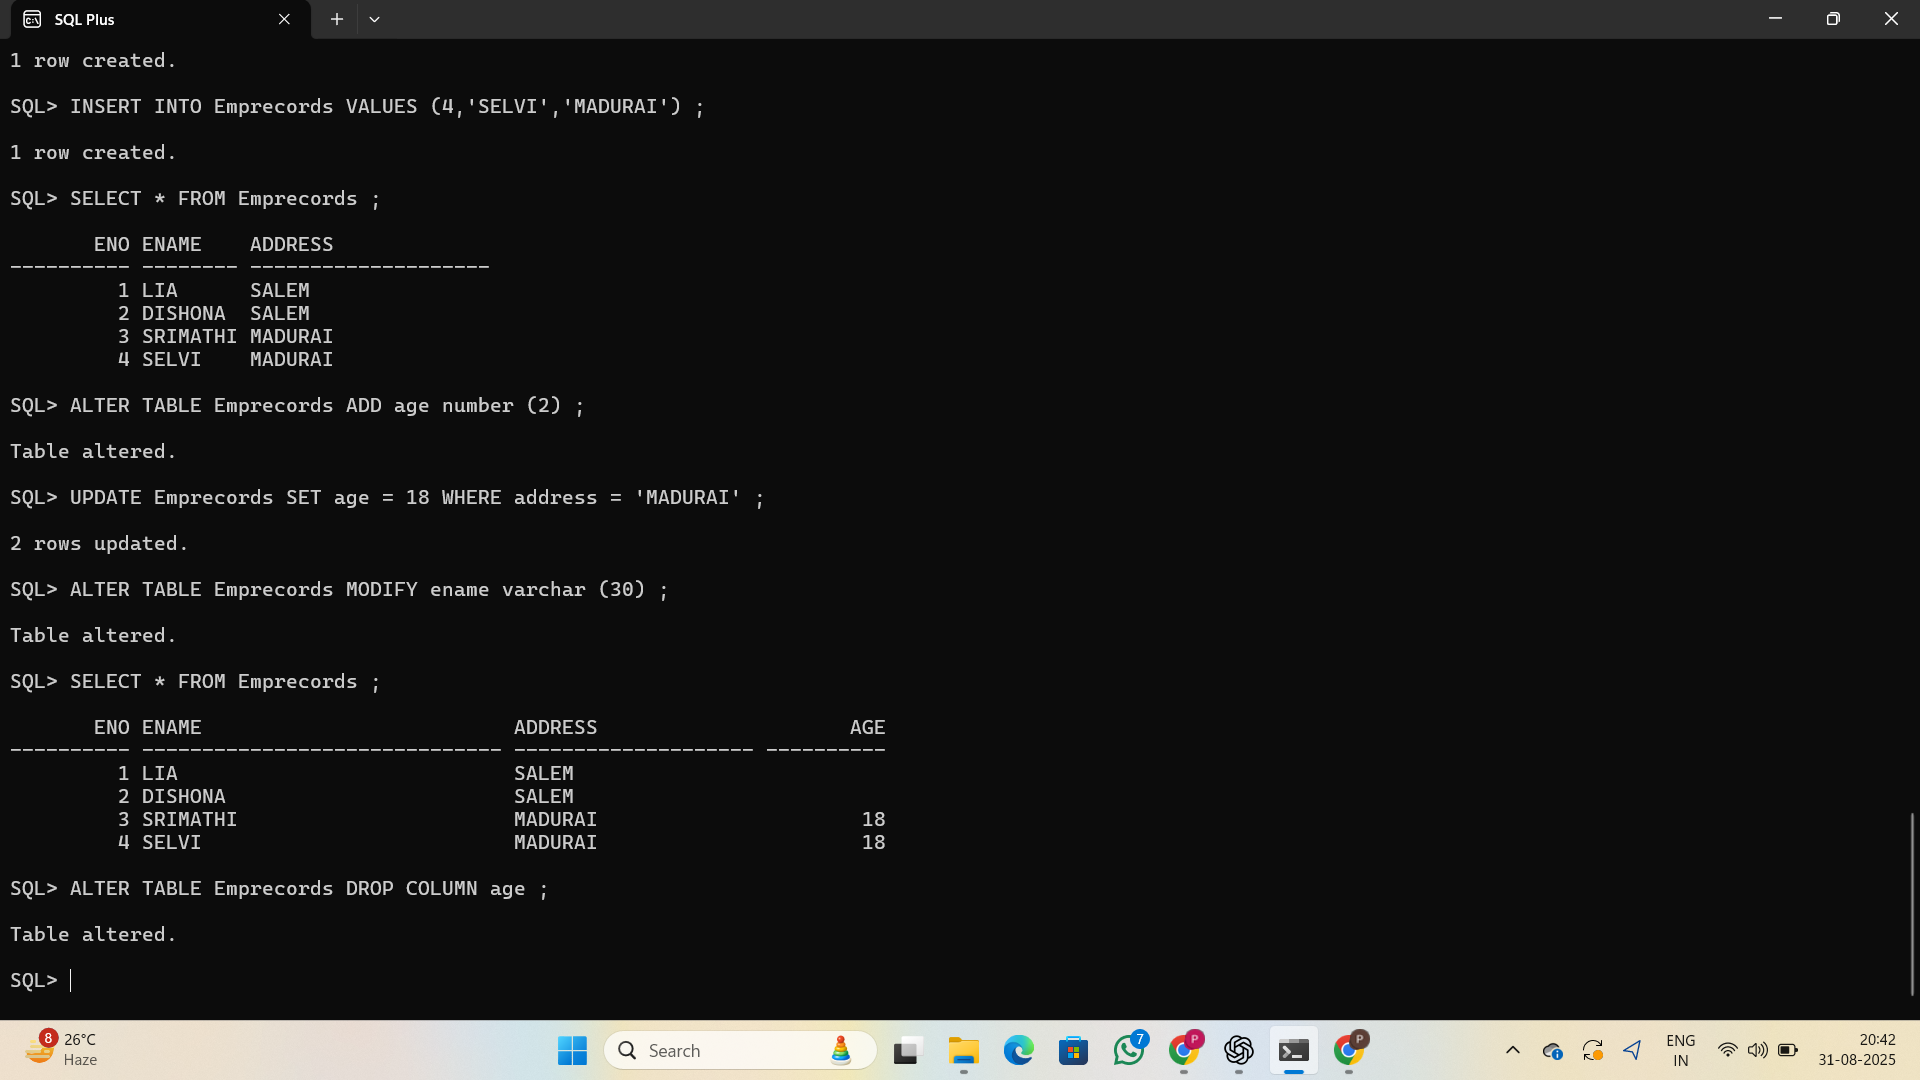 SQL Plus
1 row created.
SQL> INSERT INTO Emprecords VALUES (4,'SELVI','MADURAI') ;
1 row created.
SQL> SELECT * FROM Emprecords ;
ENO ENAME    ADDRESS
---------- -------- --------------------
1 LIA      SALEM
2 DISHONA  SALEM
3 SRIMATHI MADURAI
4 SELVI    MADURAI
SQL> ALTER TABLE Emprecords ADD age number (2) ;
Table altered.
SQL> UPDATE Emprecords SET age = 18 WHERE address = 'MADURAI' ;
2 rows updated.
SQL> ALTER TABLE Emprecords MODIFY ename varchar (30) ;
Table altered.
SQL> SELECT * FROM Emprecords ;
ENO ENAME                          ADDRESS                     AGE
---------- ------------------------------ -------------------- ----------
1 LIA                            SALEM
2 DISHONA                        SALEM
3 SRIMATHI                       MADURAI                      18
4 SELVI                          MADURAI                      18
SQL> ALTER TABLE Emprecords DROP COLUMN age ;
Table altered.
SQL>
8
26°C
Haze
Search
7
P
P
ENG
IN
20:42
31-08-2025